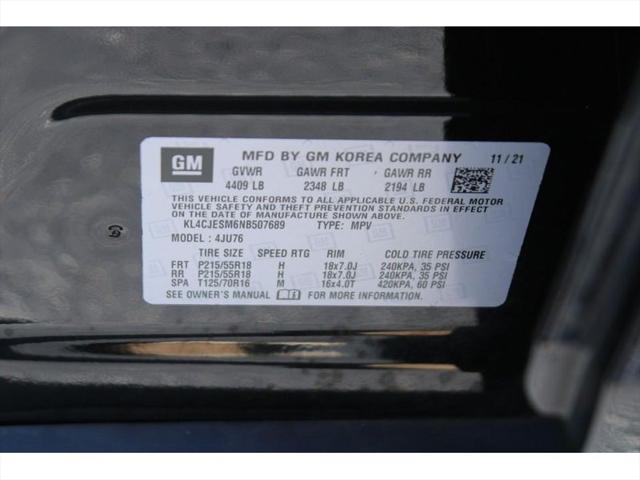 GM MFD BY GM KOREA COMPANY 11/21
GVWR GAWR FRT GAWR RR
4409 LB 2348 LB 2194 LB
THIS VEHICLE CONFORMS TO ALL APPLICABLE U.S. FEDERAL MOTOR
VEHICLE SAFETY, BUMPER, AND THEFT PREVENTION STANDARDS IN EFFECT
ON THE DATE OF MANUFACTURE SHOWN ABOVE.
KL4CJESM6NB507689 TYPE: MPV
MODEL: 4JU76
TIRE SIZE SPEED RTG RIM COLD TIRE PRESSURE
FRT P215/55R18 H 18x7.0J 240KPA, 35 PSI
RR P215/55R18 H 18x7.0J 240KPA, 35 PSI
SPA T125/70R16 M 16x4.0T 420KPA, 60 PSI
SEE OWNER'S MANUAL FOR MORE INFORMATION.